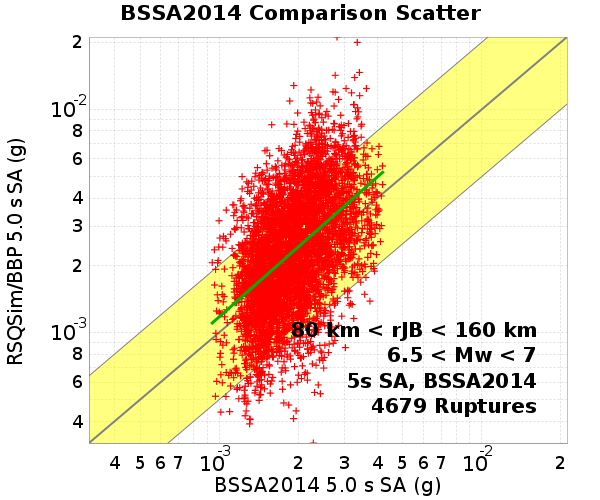 BSSA2014 Comparison Scatter
RSQSim/BBP 5.0 s SA (g)
2
10-2
8
6
4
3
2
10-3
8
6
4
80 km < rJB < 160 km
6.5 < Mw < 7
5s SA, BSSA2014
4679 Ruptures
4 5 6 7 10-3 2 3 4 5 6 7 10-2 2
BSSA2014 5.0 s SA (g)